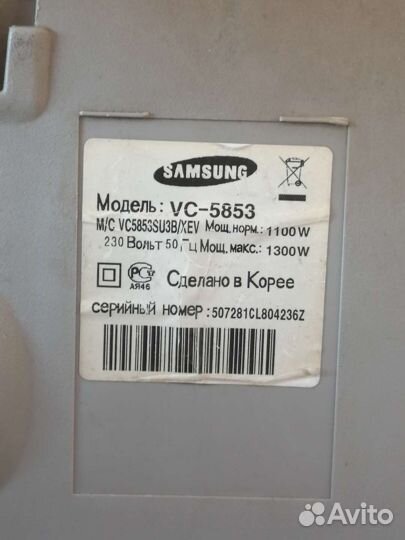 SAMSUNG
Модель: VC-5853
M/C VC5853SU3B/XEV Мощ.норм.: 1100W
230 Вольт 50 Гц Мощ.макс.: 1300W
РС Сделано в Корее
АЯ46
серийный номер :507281CL804236Z
Avito